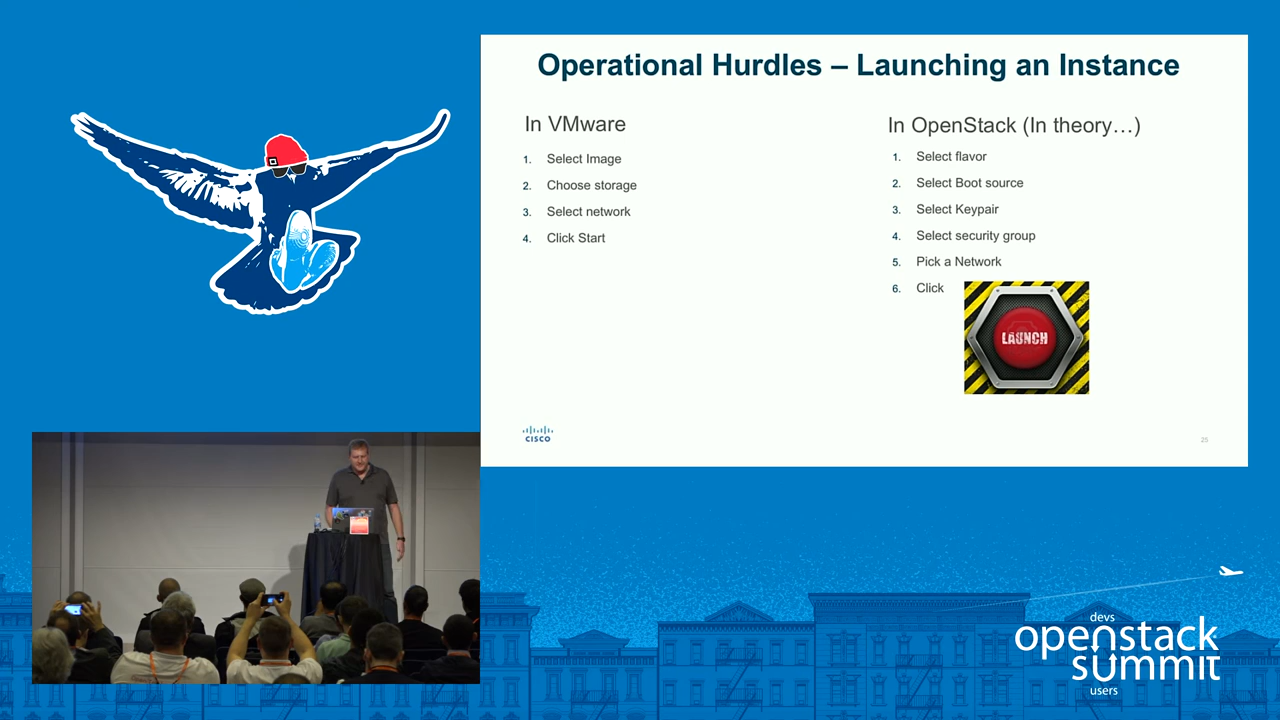 Operational Hurdles – Launching an Instance
In VMware
1. Select Image
2. Choose storage
3. Select network
4. Click Start
In OpenStack (In theory…)
1. Select flavor
2. Select Boot source
3. Select Keypair
4. Select security group
5. Pick a Network
6. Click
LAUNCH
CISCO
25
devs
openstack
summit
users